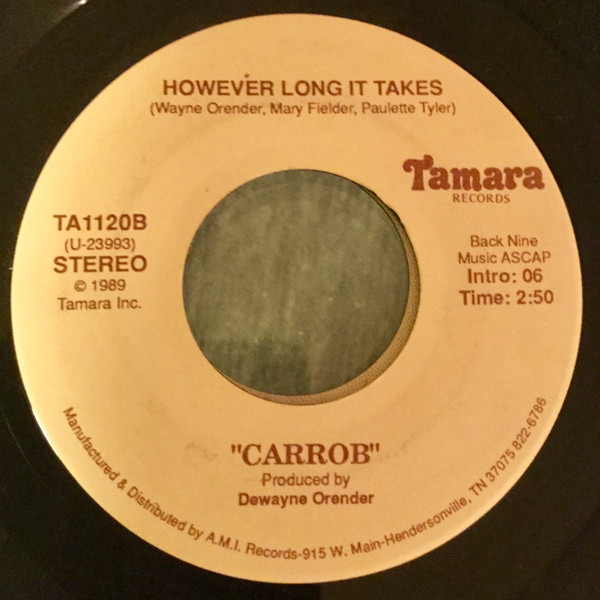 HOWEVER LONG IT TAKES
(Wayne Orender, Mary Fielder, Paulette Tyler)
Tamara
RECORDS
TA1120B
(U-23993)
STEREO
© 1989
Tamara Inc.
Back Nine
Music ASCAP
Intro: 06
Time: 2:50
"CARROB"
Produced by
Dewayne Orender
Manufactured & Distributed by A.M.I. Records-915 W. Main-Hendersonville, TN 37075 822-6786